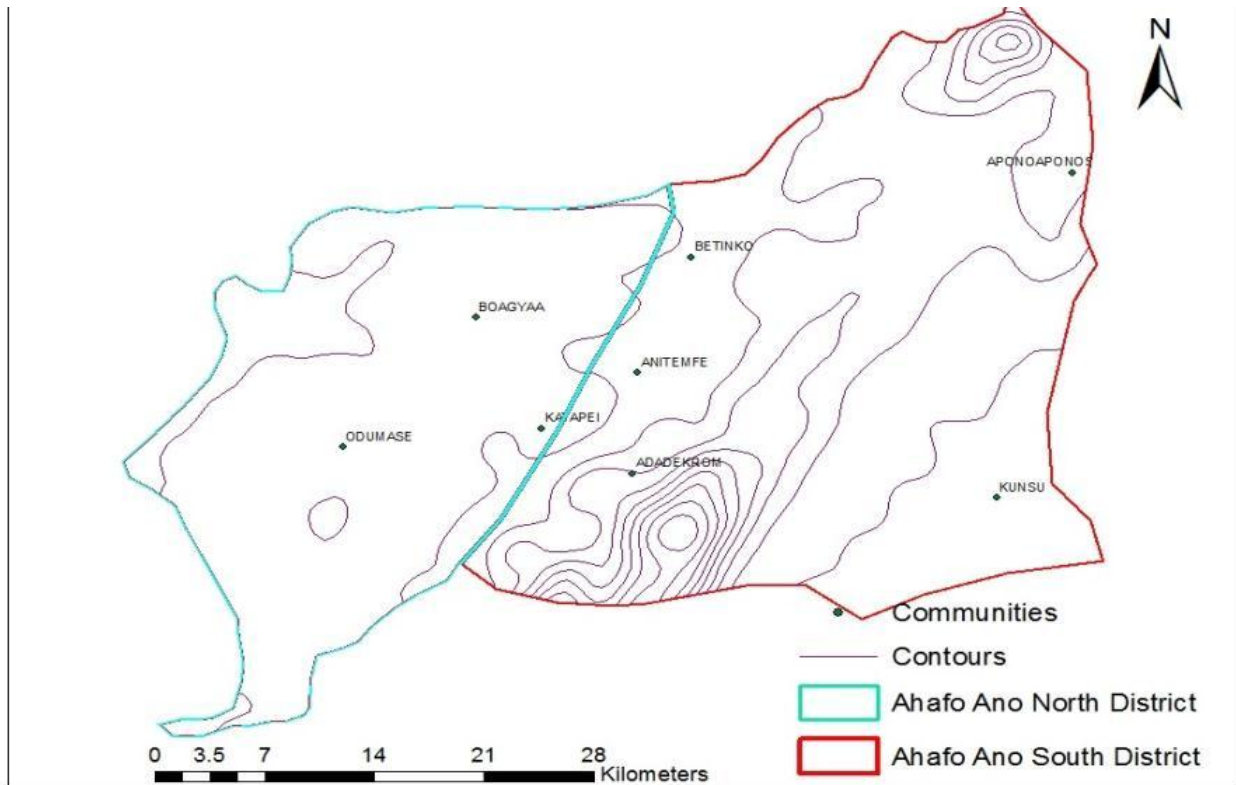 N
APONOAPONOS
BETINKO
BOAGYAA
ANITEMFE
KATAPEI
ODUMASE
ADADEKROM
KUNSU
Communities
Contours
Ahafo Ano North District
Ahafo Ano South District
0 3.5 7 14 21 28
Kilometers